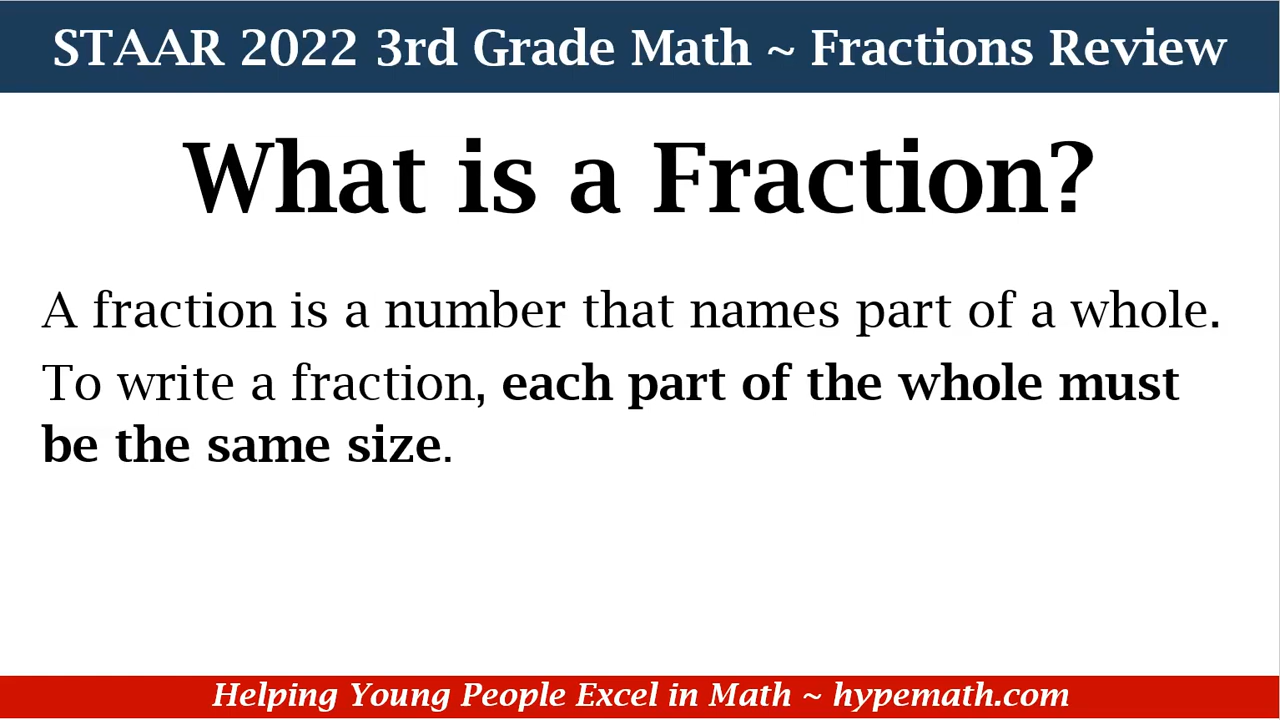 STAAR 2022 3rd Grade Math ~ Fractions Review
What is a Fraction?
A fraction is a number that names part of a whole.
To write a fraction, each part of the whole must
be the same size.
Helping Young People Excel in Math ~ hypemath.com